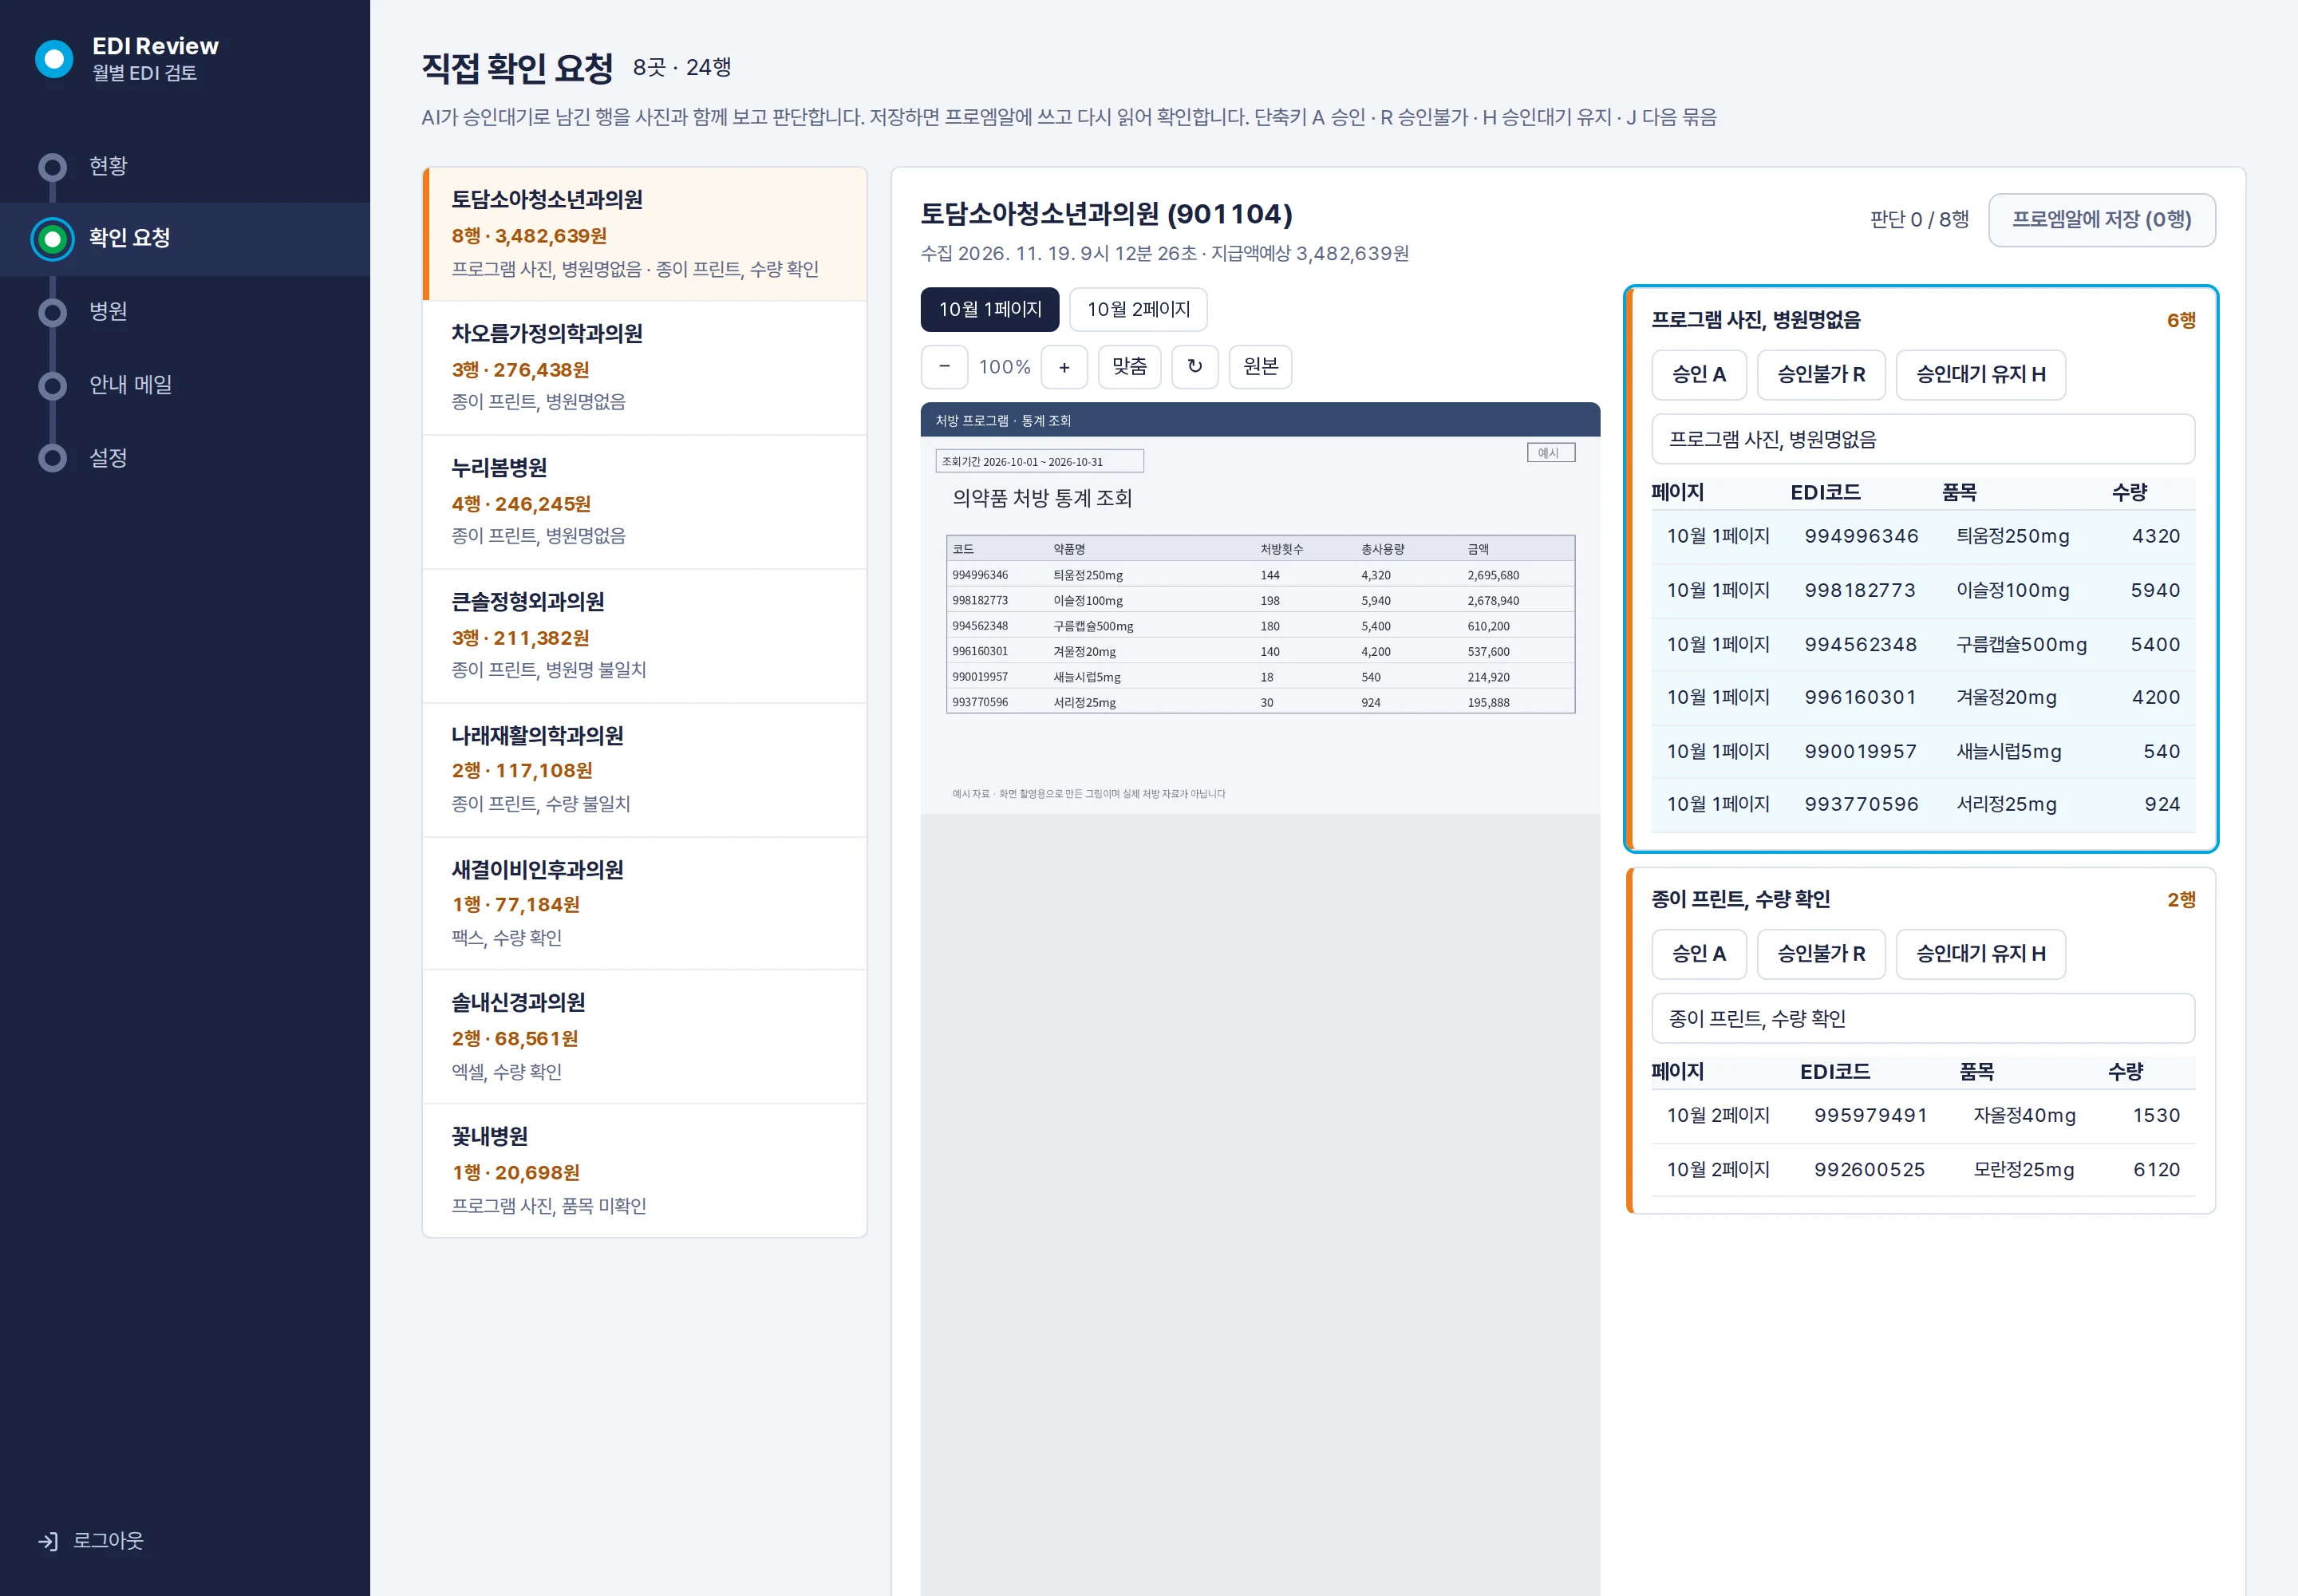 EDI Review
월별 EDI 검토
현황
확인 요청
병원
안내 메일
설정
로그아웃
직접 확인 요청 8곳 · 24행
AI가 승인대기로 남긴 행을 사진과 함께 보고 판단합니다. 저장하면 프로엠알에 쓰고 다시 읽어 확인합니다. 단축키 A 승인 · R 승인불가 · H 승인대기 유지 · J 다음 묶음
토담소아청소년과의원
8행 · 3,482,639원
프로그램 사진, 병원명없음 · 종이 프린트, 수량 확인
차오름가정의학과의원
3행 · 276,438원
종이 프린트, 병원명없음
누리봄병원
4행 · 246,245원
종이 프린트, 병원명없음
큰솔정형외과의원
3행 · 211,382원
종이 프린트, 병원명 불일치
나래재활의학과의원
2행 · 117,108원
종이 프린트, 수량 불일치
새결이비인후과의원
1행 · 77,184원
팩스, 수량 확인
솔내신경과의원
2행 · 68,561원
엑셀, 수량 확인
꽃내병원
1행 · 20,698원
프로그램 사진, 품목 미확인
토담소아청소년과의원 (901104)
수집 2026. 11. 19. 9시 12분 26초 · 지급액예상 3,482,639원
판단 0 / 8행
프로엠알에 저장 (0행)
10월 1페이지 10월 2페이지
− 100% + 맞춤 ↻ 원본
처방 프로그램 · 통계 조회
조회기간 2026-10-01 ~ 2026-10-31
예시
의약품 처방 통계 조회
코드 약품명 처방횟수 총사용량 금액
994996346 틔움정250mg 144 4,320 2,695,680
998182773 이슬정100mg 198 5,940 2,678,940
994562348 구름캡슐500mg 180 5,400 610,200
996160301 겨울정20mg 140 4,200 537,600
990019957 새늘시럽5mg 18 540 214,920
993770596 서리정25mg 30 924 195,888
예시 자료 · 화면 촬영용으로 만든 그림이며 실제 처방 자료가 아닙니다
프로그램 사진, 병원명없음 6행
승인 A 승인불가 R 승인대기 유지 H
프로그램 사진, 병원명없음
페이지 EDI코드 품목 수량
10월 1페이지 994996346 틔움정250mg 4320
10월 1페이지 998182773 이슬정100mg 5940
10월 1페이지 994562348 구름캡슐500mg 5400
10월 1페이지 996160301 겨울정20mg 4200
10월 1페이지 990019957 새늘시럽5mg 540
10월 1페이지 993770596 서리정25mg 924
종이 프린트, 수량 확인 2행
승인 A 승인불가 R 승인대기 유지 H
종이 프린트, 수량 확인
페이지 EDI코드 품목 수량
10월 2페이지 995979491 자올정40mg 1530
10월 2페이지 992600525 모란정25mg 6120